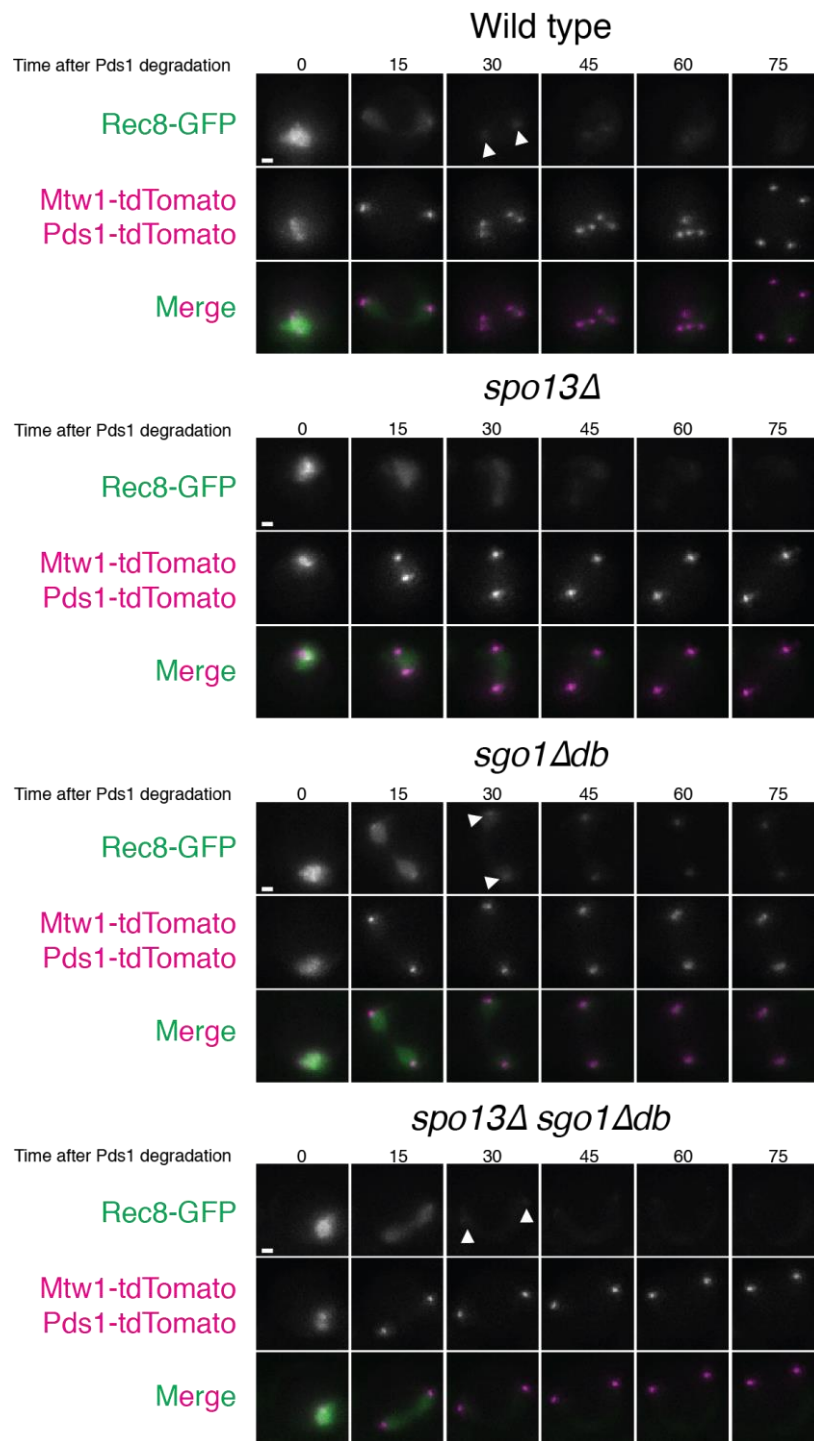 Wild type
Time after Pds1 degradation 0 15 30 45 60 75
Rec8-GFP
Mtw1-tdTomato
Pds1-tdTomato
Merge
spo13Δ
Time after Pds1 degradation 0 15 30 45 60 75
Rec8-GFP
Mtw1-tdTomato
Pds1-tdTomato
Merge
sgo1Δdb
Time after Pds1 degradation 0 15 30 45 60 75
Rec8-GFP
Mtw1-tdTomato
Pds1-tdTomato
Merge
spo13Δ sgo1Δdb
Time after Pds1 degradation 0 15 30 45 60 75
Rec8-GFP
Mtw1-tdTomato
Pds1-tdTomato
Merge